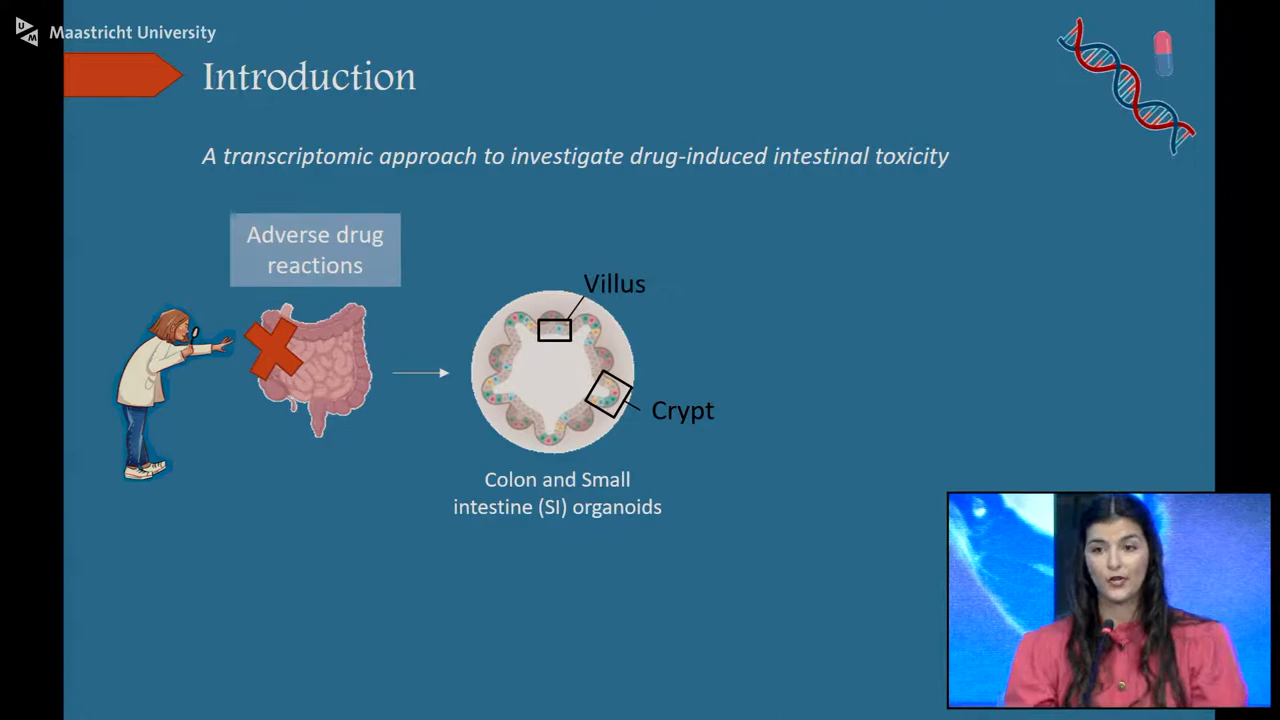 UM
Maastricht University
Introduction
A transcriptomic approach to investigate drug-induced intestinal toxicity
Adverse drug
reactions
Villus
Crypt
Colon and Small
intestine (SI) organoids